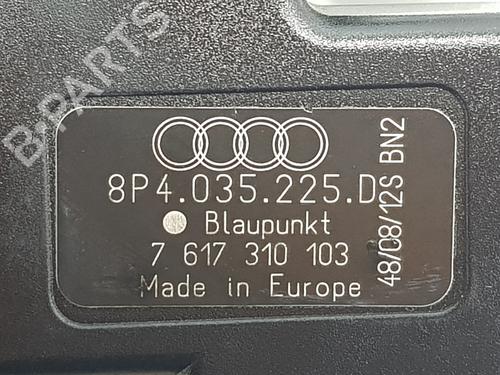 B-PARTS
8P4.035.225.D
Blaupunkt
7 617 310 103
Made in Europe
48/08/12S BN2